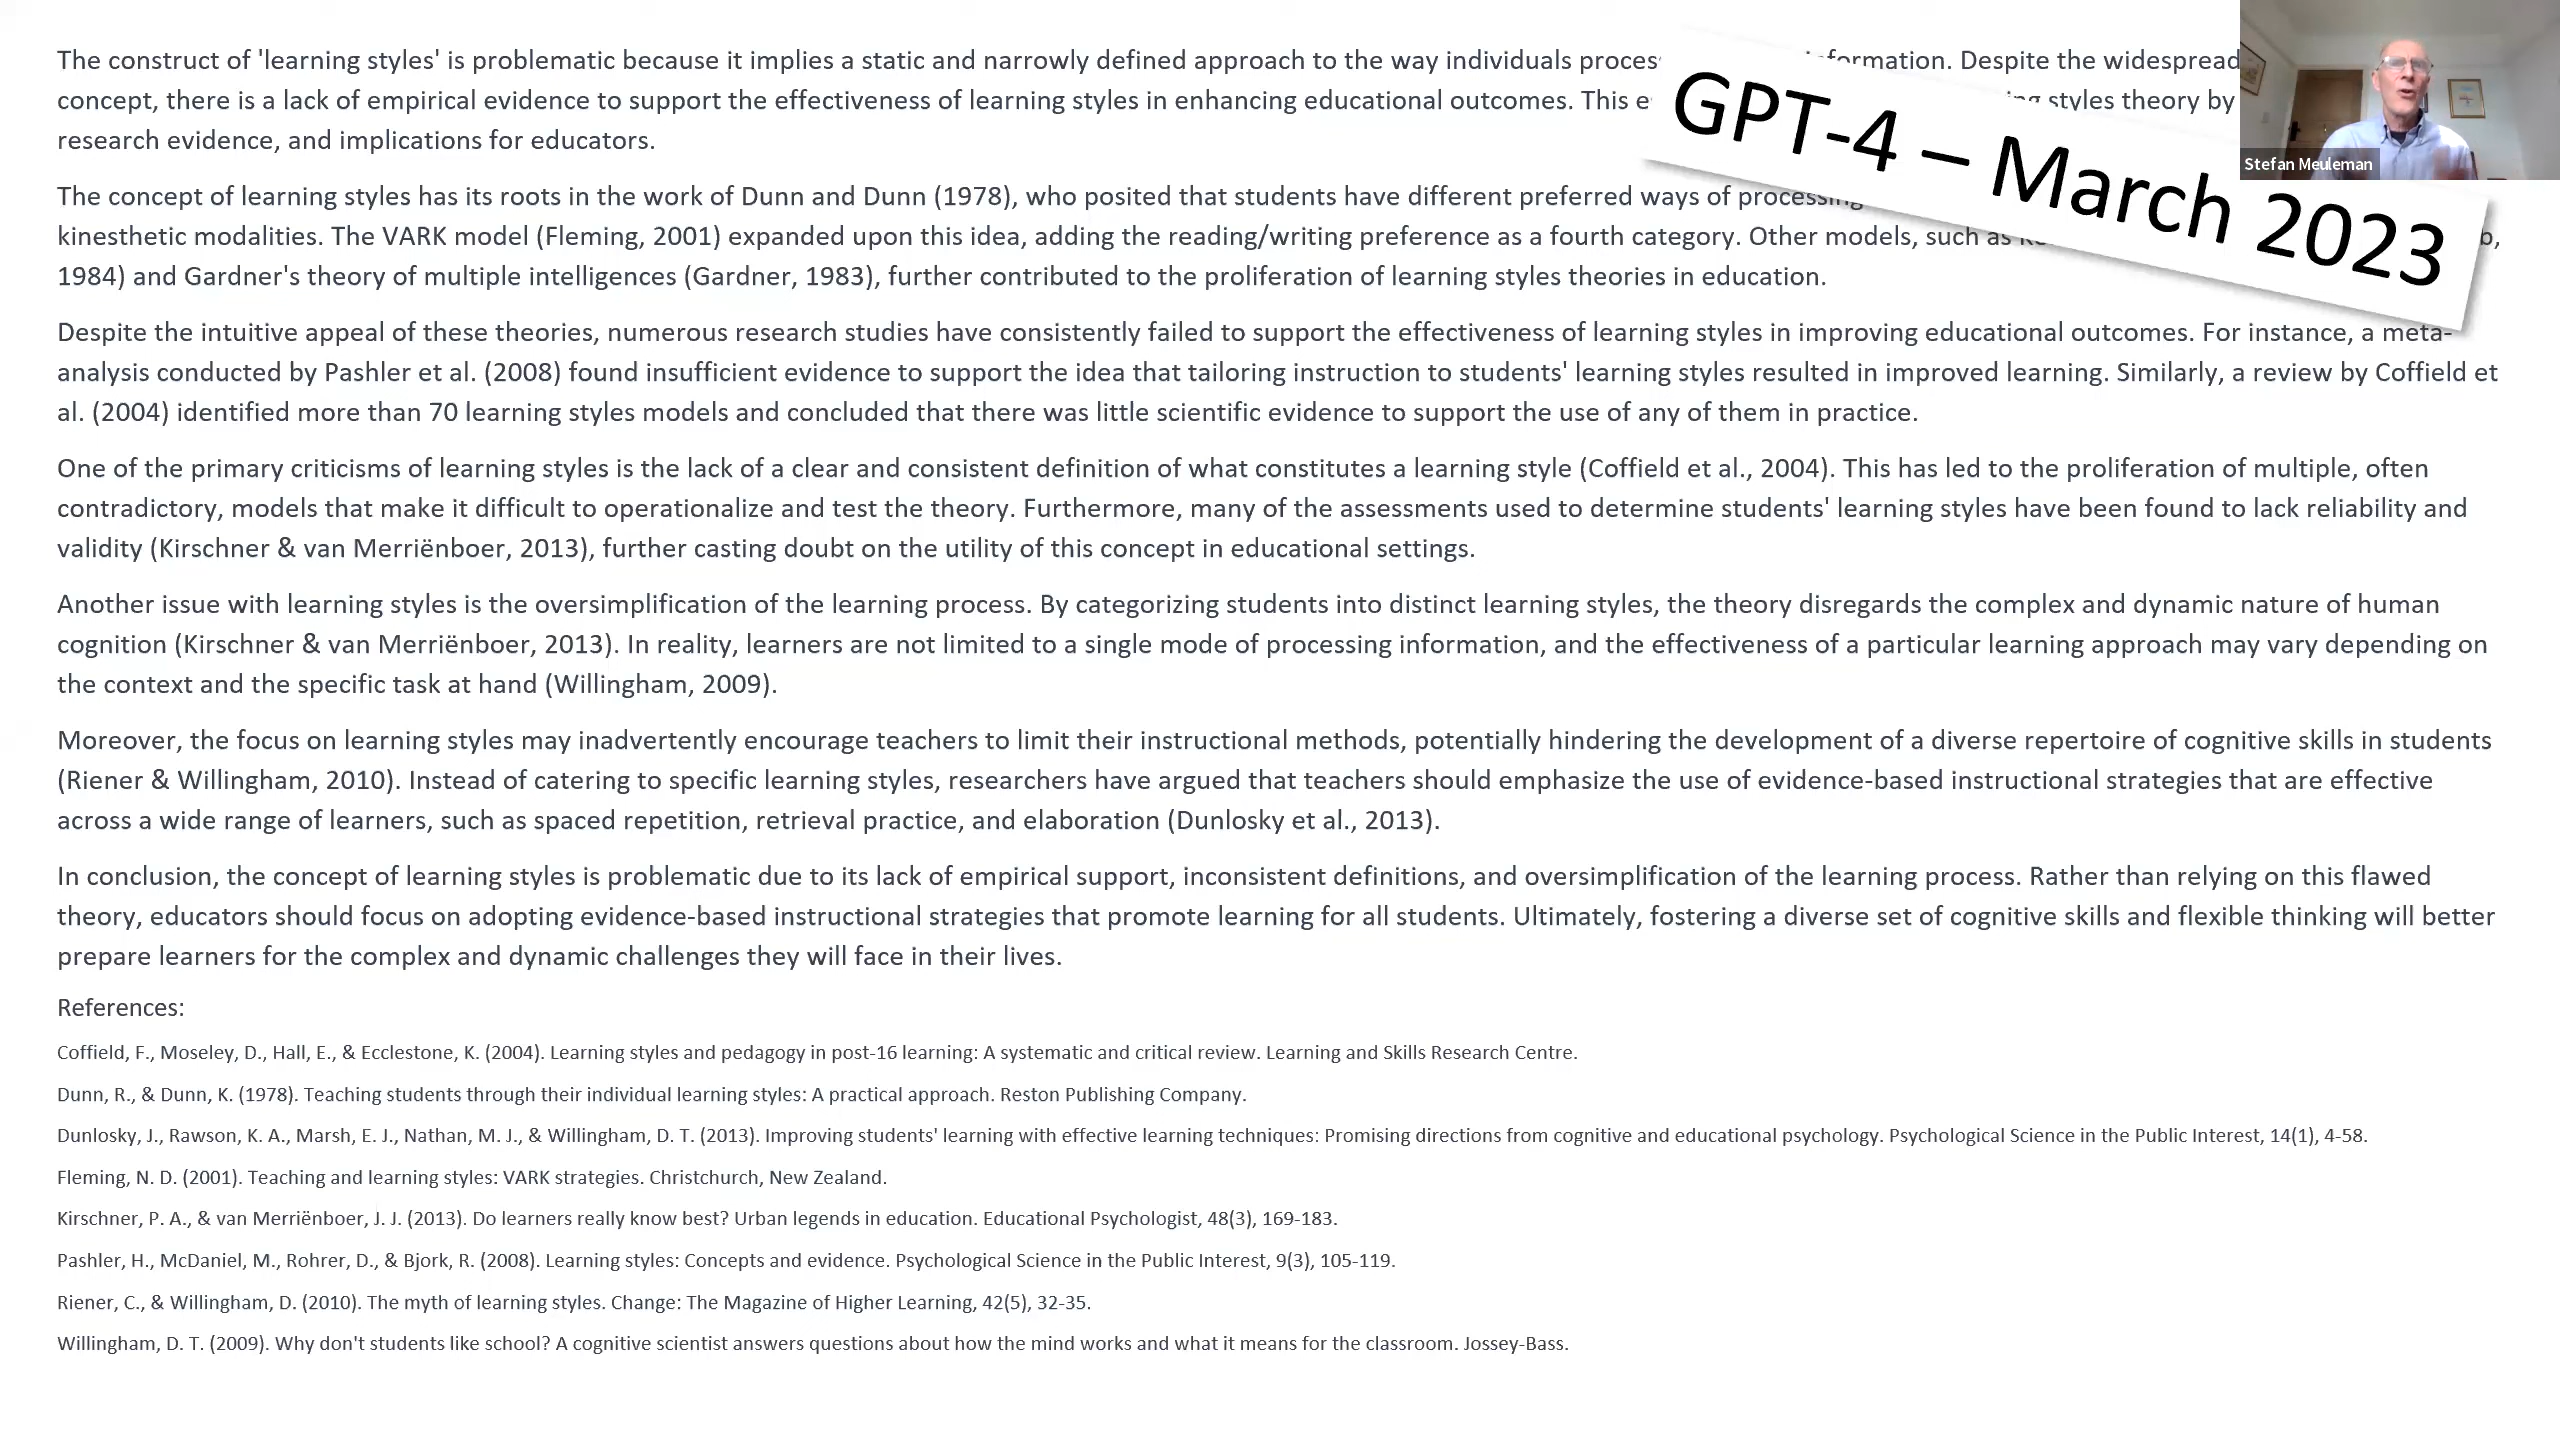 The construct of 'learning styles' is problematic because it implies a static and narrowly defined approach to the way individuals proces formation. Despite the widespread
concept, there is a lack of empirical evidence to support the effectiveness of learning styles in enhancing educational outcomes. This e styles theory by
research evidence, and implications for educators.
GPT-4 – March 2023
Stefan Meuleman
The concept of learning styles has its roots in the work of Dunn and Dunn (1978), who posited that students have different preferred ways of processing
kinesthetic modalities. The VARK model (Fleming, 2001) expanded upon this idea, adding the reading/writing preference as a fourth category. Other models, such as b,
1984) and Gardner's theory of multiple intelligences (Gardner, 1983), further contributed to the proliferation of learning styles theories in education.
Despite the intuitive appeal of these theories, numerous research studies have consistently failed to support the effectiveness of learning styles in improving educational outcomes. For instance, a meta-
analysis conducted by Pashler et al. (2008) found insufficient evidence to support the idea that tailoring instruction to students' learning styles resulted in improved learning. Similarly, a review by Coffield et
al. (2004) identified more than 70 learning styles models and concluded that there was little scientific evidence to support the use of any of them in practice.
One of the primary criticisms of learning styles is the lack of a clear and consistent definition of what constitutes a learning style (Coffield et al., 2004). This has led to the proliferation of multiple, often
contradictory, models that make it difficult to operationalize and test the theory. Furthermore, many of the assessments used to determine students' learning styles have been found to lack reliability and
validity (Kirschner & van Merriënboer, 2013), further casting doubt on the utility of this concept in educational settings.
Another issue with learning styles is the oversimplification of the learning process. By categorizing students into distinct learning styles, the theory disregards the complex and dynamic nature of human
cognition (Kirschner & van Merriënboer, 2013). In reality, learners are not limited to a single mode of processing information, and the effectiveness of a particular learning approach may vary depending on
the context and the specific task at hand (Willingham, 2009).
Moreover, the focus on learning styles may inadvertently encourage teachers to limit their instructional methods, potentially hindering the development of a diverse repertoire of cognitive skills in students
(Riener & Willingham, 2010). Instead of catering to specific learning styles, researchers have argued that teachers should emphasize the use of evidence-based instructional strategies that are effective
across a wide range of learners, such as spaced repetition, retrieval practice, and elaboration (Dunlosky et al., 2013).
In conclusion, the concept of learning styles is problematic due to its lack of empirical support, inconsistent definitions, and oversimplification of the learning process. Rather than relying on this flawed
theory, educators should focus on adopting evidence-based instructional strategies that promote learning for all students. Ultimately, fostering a diverse set of cognitive skills and flexible thinking will better
prepare learners for the complex and dynamic challenges they will face in their lives.
References:
Coffield, F., Moseley, D., Hall, E., & Ecclestone, K. (2004). Learning styles and pedagogy in post-16 learning: A systematic and critical review. Learning and Skills Research Centre.
Dunn, R., & Dunn, K. (1978). Teaching students through their individual learning styles: A practical approach. Reston Publishing Company.
Dunlosky, J., Rawson, K. A., Marsh, E. J., Nathan, M. J., & Willingham, D. T. (2013). Improving students' learning with effective learning techniques: Promising directions from cognitive and educational psychology. Psychological Science in the Public Interest, 14(1), 4-58.
Fleming, N. D. (2001). Teaching and learning styles: VARK strategies. Christchurch, New Zealand.
Kirschner, P. A., & van Merriënboer, J. J. (2013). Do learners really know best? Urban legends in education. Educational Psychologist, 48(3), 169-183.
Pashler, H., McDaniel, M., Rohrer, D., & Bjork, R. (2008). Learning styles: Concepts and evidence. Psychological Science in the Public Interest, 9(3), 105-119.
Riener, C., & Willingham, D. (2010). The myth of learning styles. Change: The Magazine of Higher Learning, 42(5), 32-35.
Willingham, D. T. (2009). Why don't students like school? A cognitive scientist answers questions about how the mind works and what it means for the classroom. Jossey-Bass.